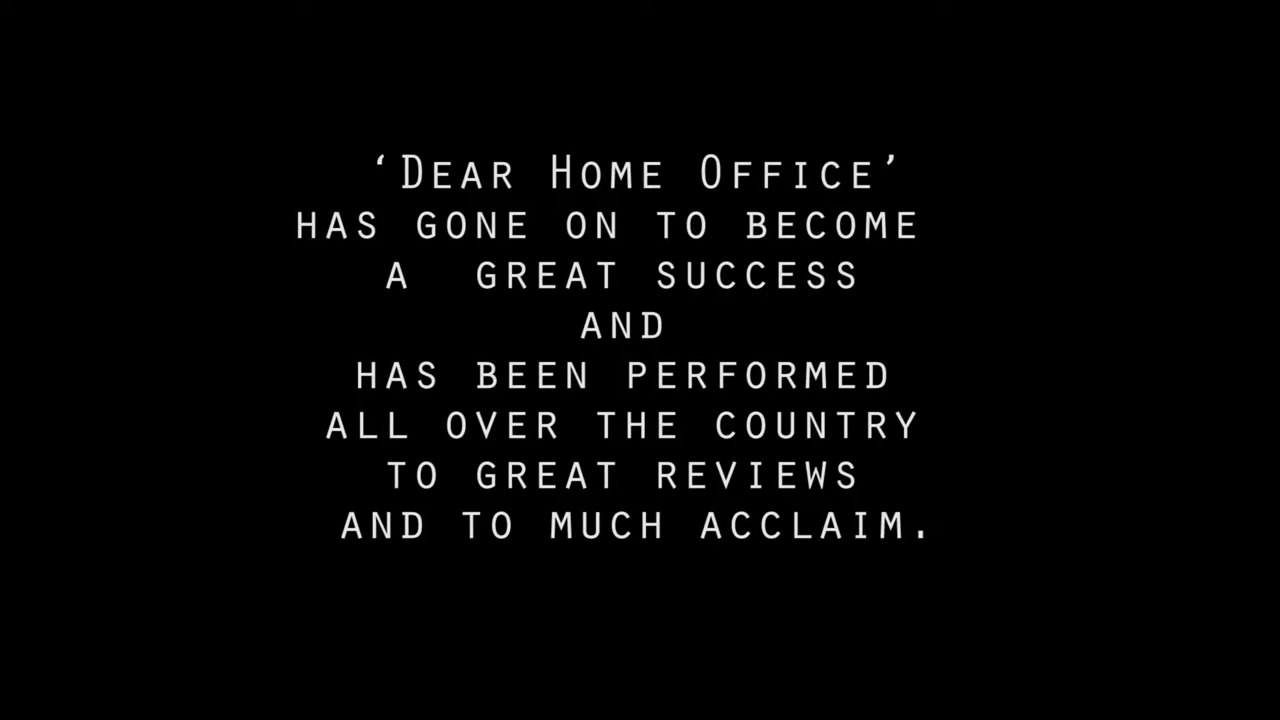 ‘Dear Home Office’
has gone on to become
a  great success
and
has been performed
all over the country
to great reviews
and to much acclaim.